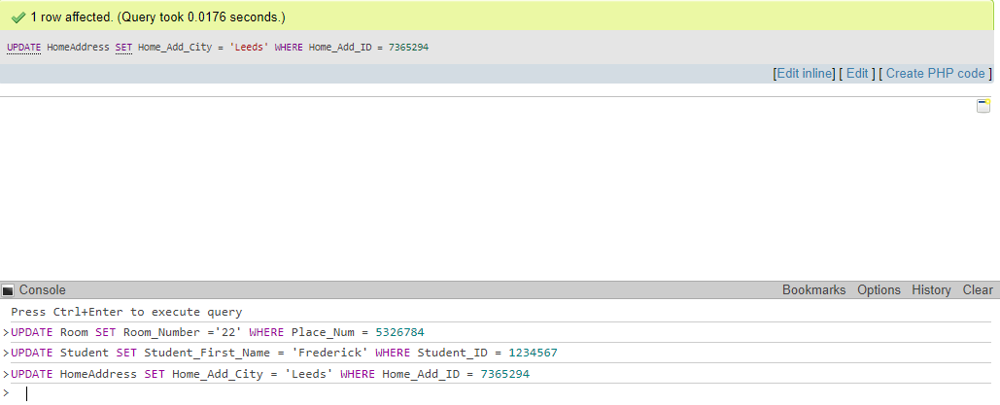 1 row affected. (Query took 0.0176 seconds.)
UPDATE HomeAddress SET Home_Add_City = 'Leeds' WHERE Home_Add_ID = 7365294
[Edit inline] [ Edit ] [ Create PHP code ]
Console Bookmarks Options History Clear
Press Ctrl+Enter to execute query
>UPDATE Room SET Room_Number ='22' WHERE Place_Num = 5326784
>UPDATE Student SET Student_First_Name = 'Frederick' WHERE Student_ID = 1234567
>UPDATE HomeAddress SET Home_Add_City = 'Leeds' WHERE Home_Add_ID = 7365294
>